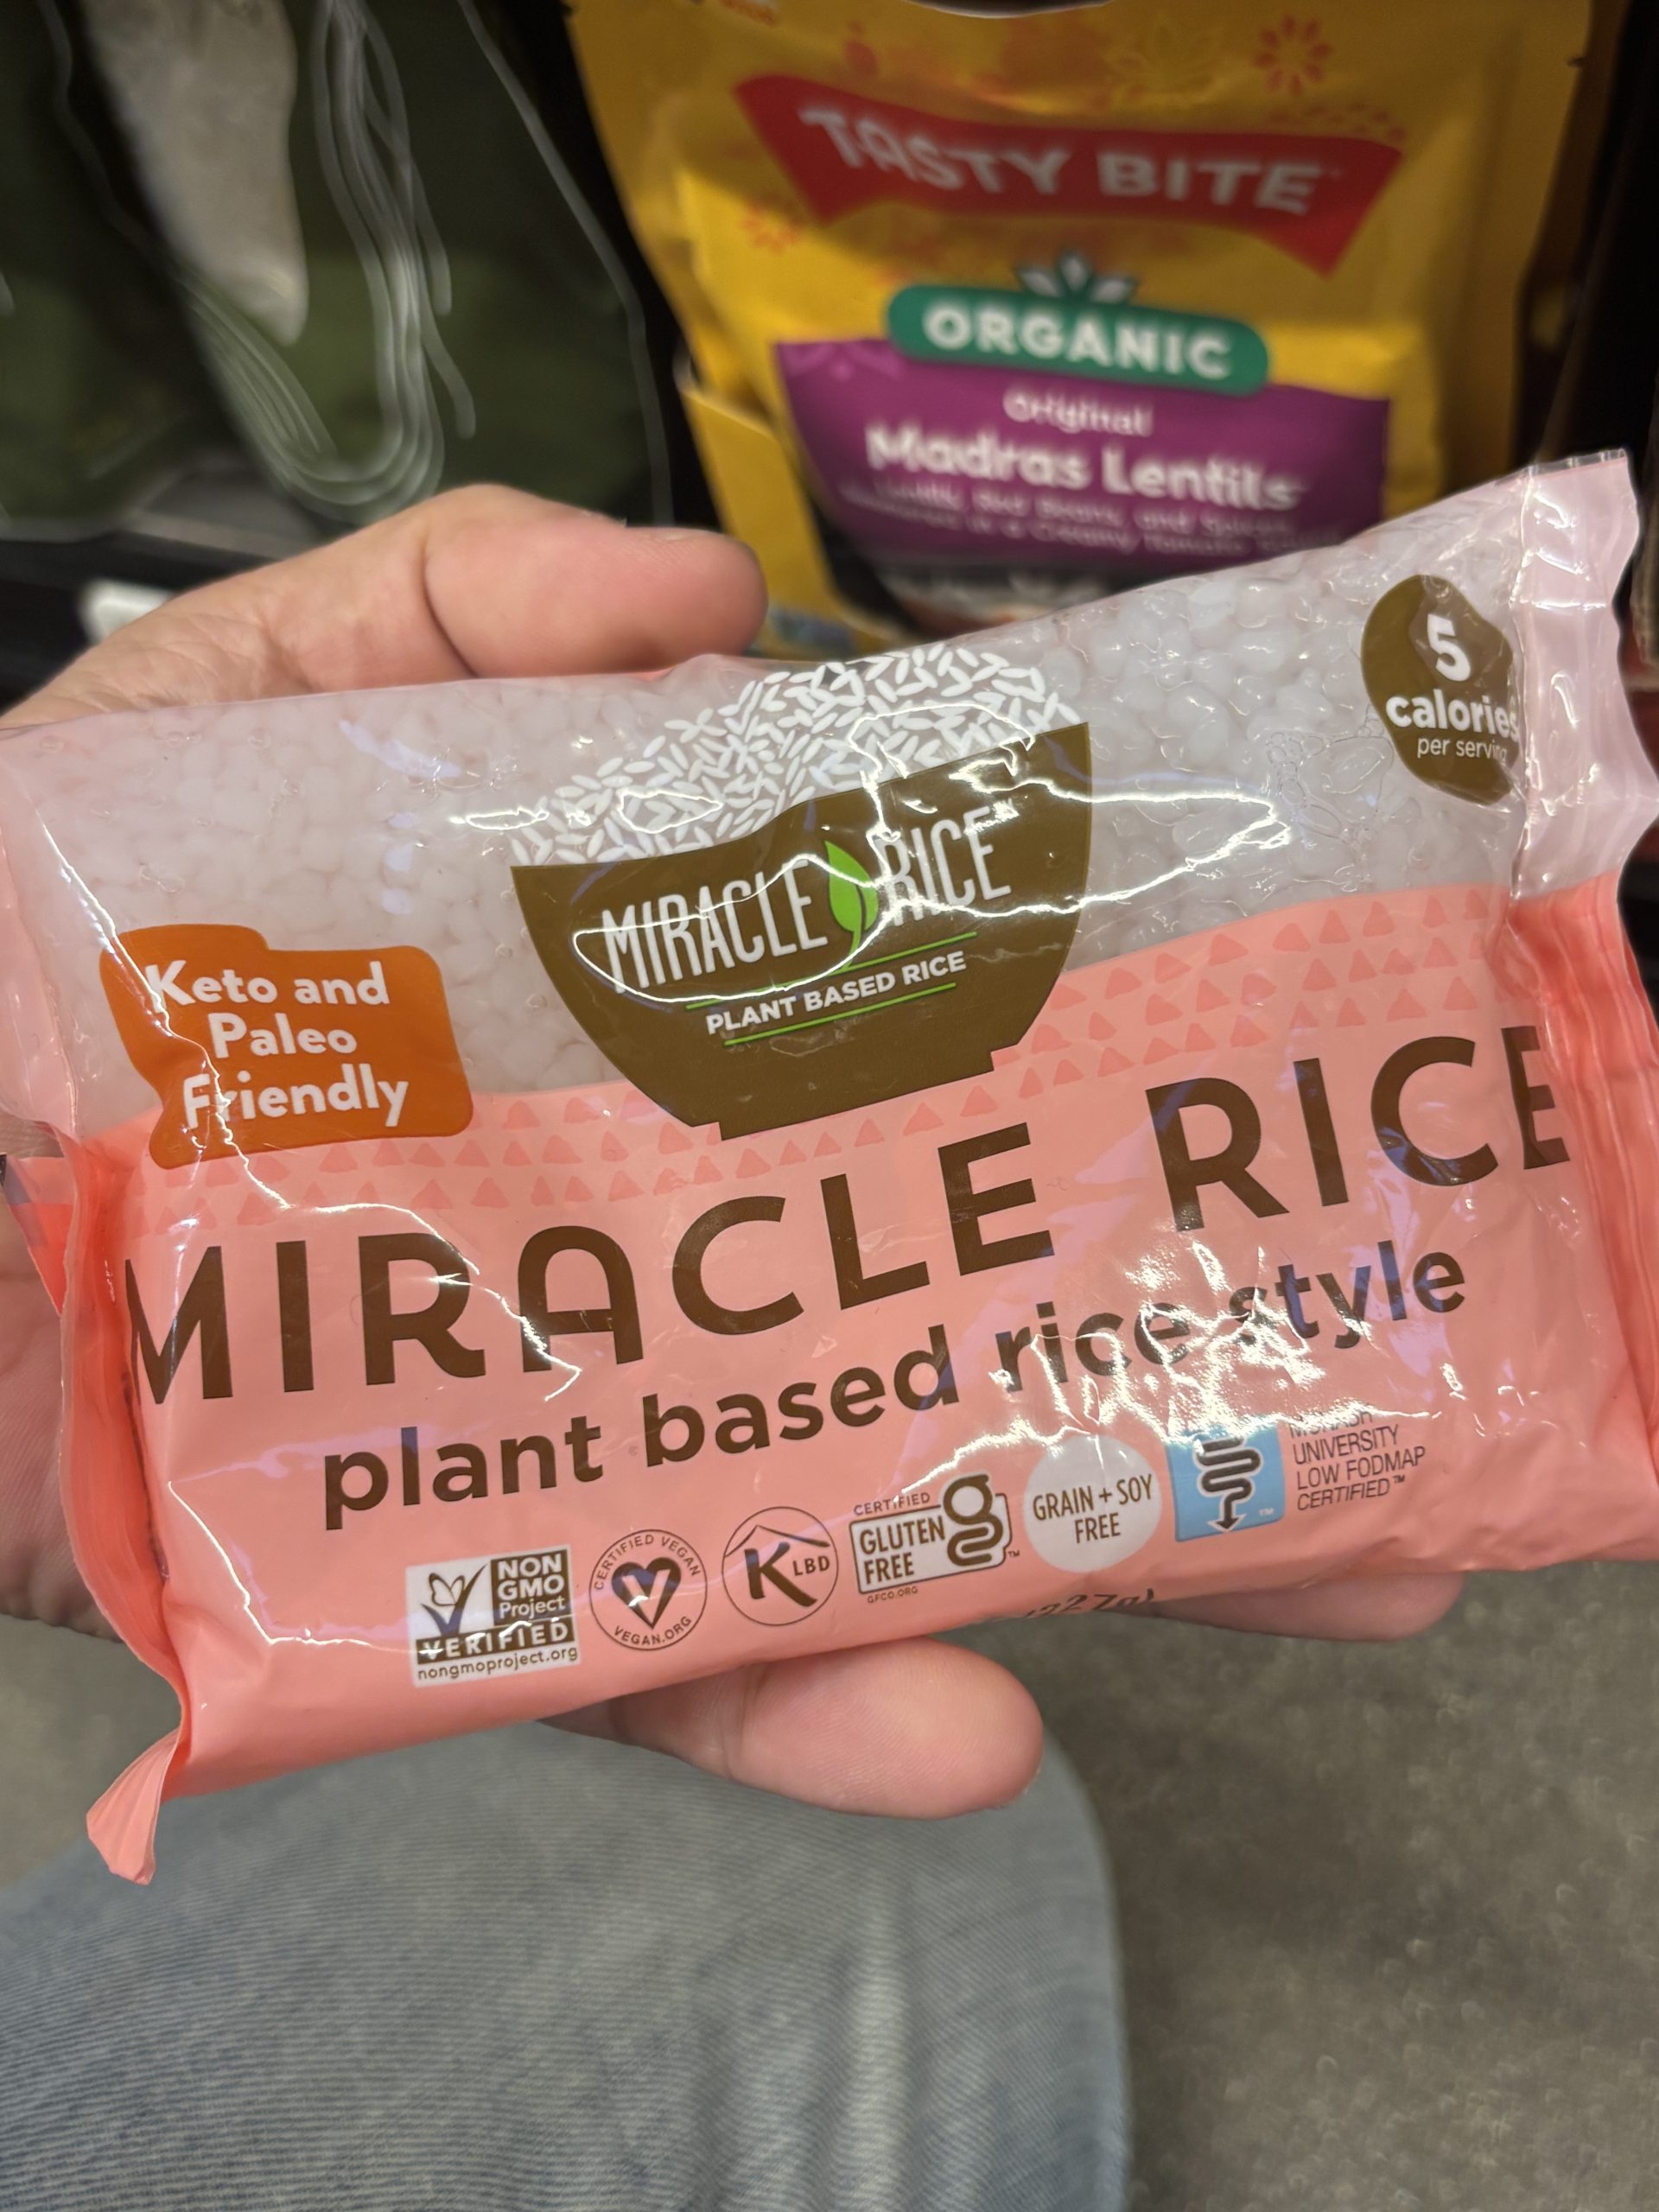 TASTY BITE
ORGANIC
Original
Madras Lentils
5
calories
per serving
MIRACLE RICE
PLANT BASED RICE
Keto and
Paleo
Friendly
MIRACLE RICE
plant based rice style
NON
GMO
Project
VERIFIED
nongmoproject.org
CERTIFIED VEGAN
VEGAN.ORG
K LBD
CERTIFIED
GLUTEN
FREE
GFCO.ORG
GRAIN + SOY
FREE
MONASH
UNIVERSITY
LOW FODMAP
CERTIFIED™
(227g)